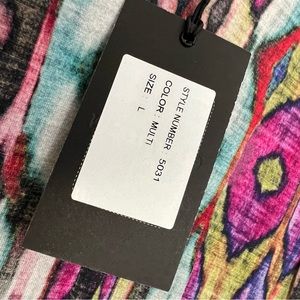 STYLE NUMBER 5031
COLOR : MULTI
SIZE : L